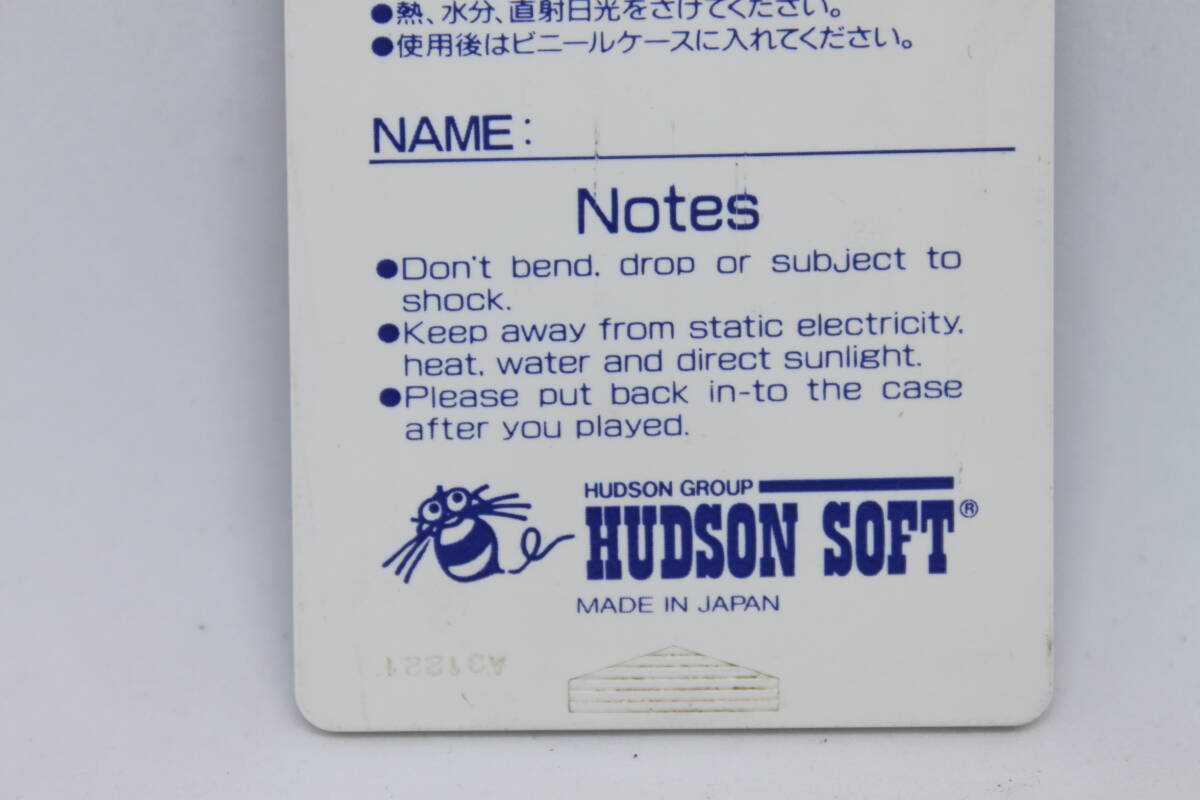 ●熱、水分、直射日光をさけてください。
●使用後はビニールケースに入れてください。
NAME:
Notes
●Don't bend, drop or subject to
shock.
●Keep away from static electricity,
heat, water and direct sunlight.
●Please put back in-to the case
after you played.
HUDSON GROUP
HUDSON SOFT®
MADE IN JAPAN